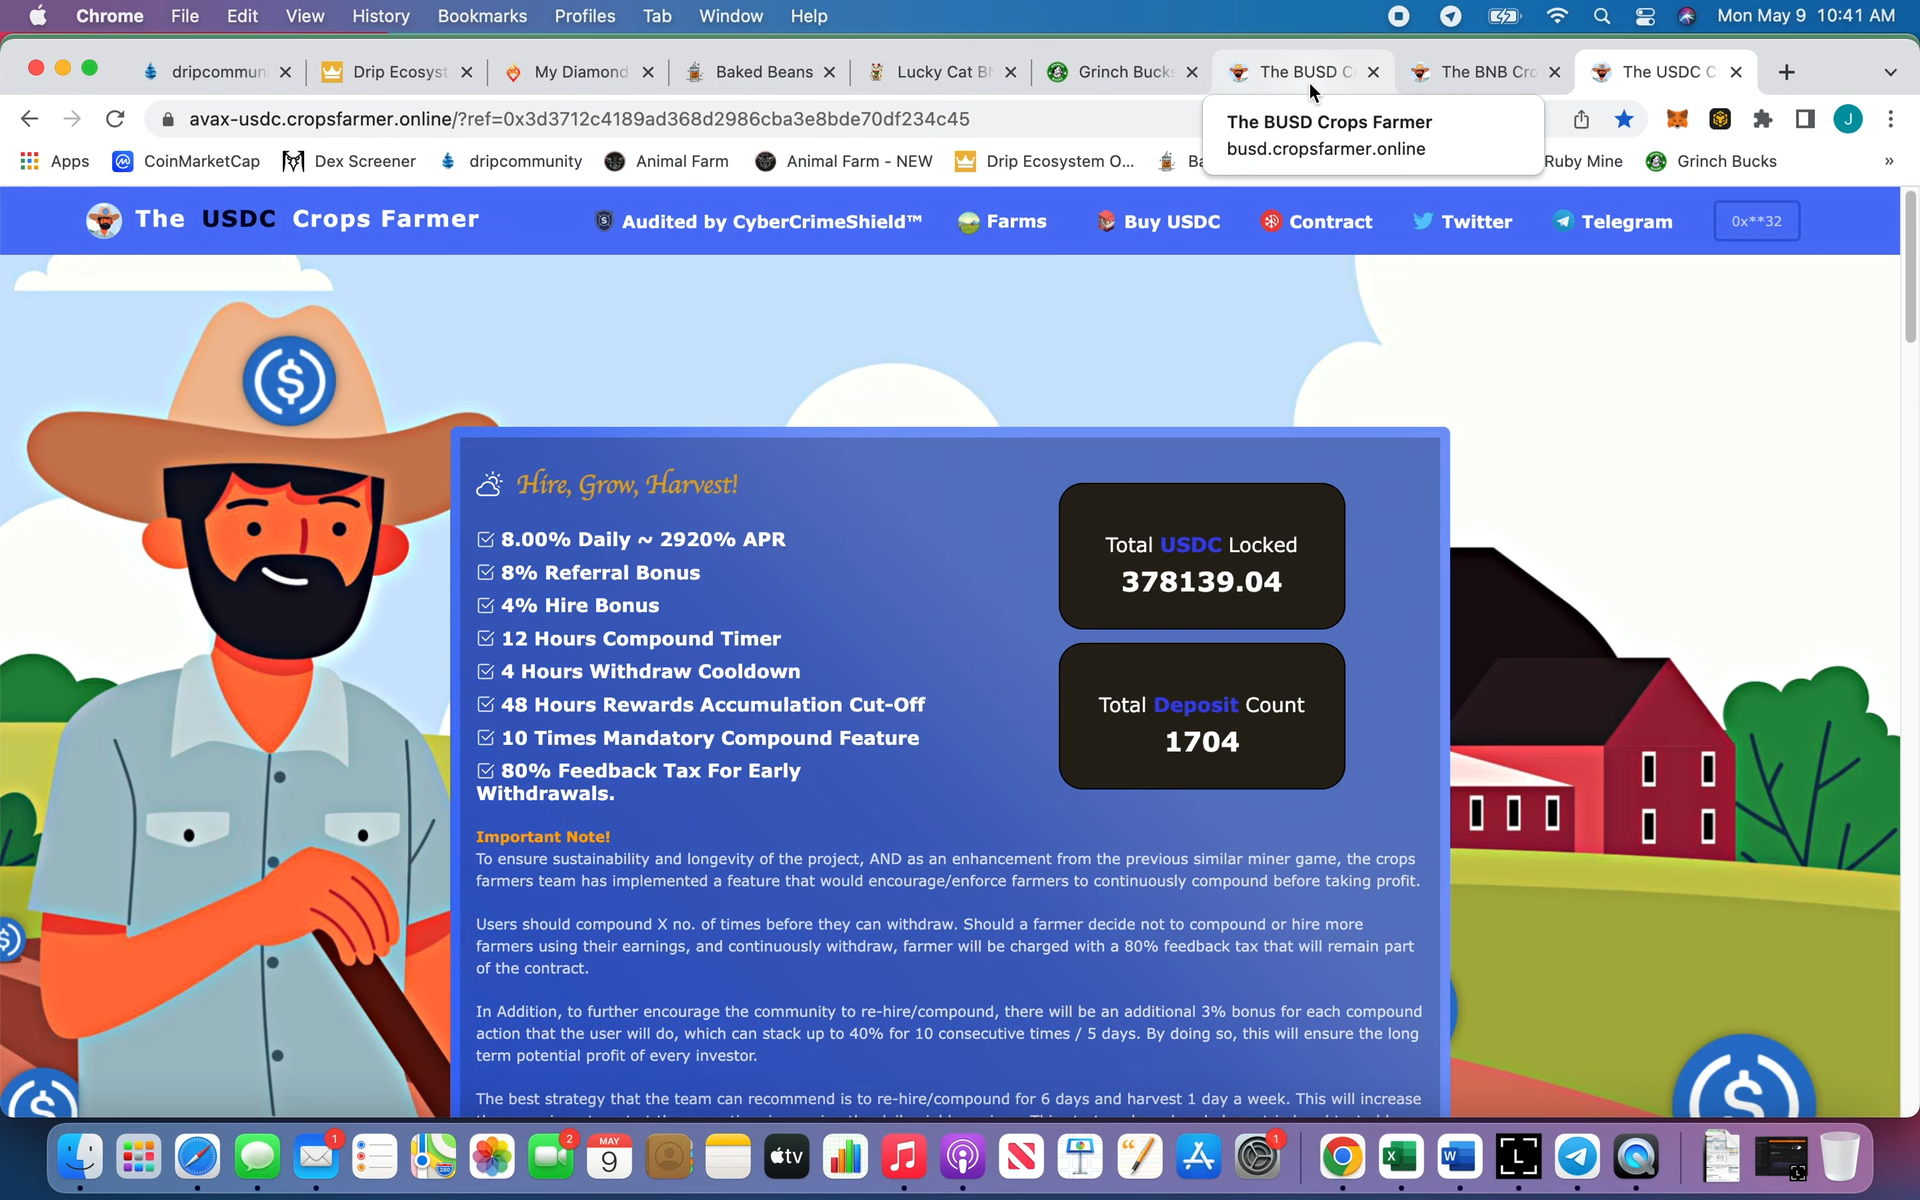 Chrome File Edit View History Bookmarks Profiles Tab Window Help Mon May 9 10:41 AM
dripcommun Drip Ecosyst My Diamond Baked Beans Lucky Cat BN Grinch Bucks The BUSD C The BNB Cro The USDC C
avax-usdc.cropsfarmer.online/?ref=0x3d3712c4189ad368d2986cba3e8bde70df234c45 J
The BUSD Crops Farmer
busd.cropsfarmer.online
Apps CoinMarketCap Dex Screener dripcommunity Animal Farm Animal Farm - NEW Drip Ecosystem O... Ba Ruby Mine Grinch Bucks »
The USDC Crops Farmer Audited by CyberCrimeShield™ Farms Buy USDC Contract Twitter Telegram 0x**32
Hire, Grow, Harvest!
8.00% Daily ~ 2920% APR
8% Referral Bonus
4% Hire Bonus
12 Hours Compound Timer
4 Hours Withdraw Cooldown
48 Hours Rewards Accumulation Cut-Off
10 Times Mandatory Compound Feature
80% Feedback Tax For Early
Withdrawals.
Total USDC Locked
378139.04
Total Deposit Count
1704
Important Note!
To ensure sustainability and longevity of the project, AND as an enhancement from the previous similar miner game, the crops
farmers team has implemented a feature that would encourage/enforce farmers to continuously compound before taking profit.
Users should compound X no. of times before they can withdraw. Should a farmer decide not to compound or hire more
farmers using their earnings, and continuously withdraw, farmer will be charged with a 80% feedback tax that will remain part
of the contract.
In Addition, to further encourage the community to re-hire/compound, there will be an additional 3% bonus for each compound
action that the user will do, which can stack up to 40% for 10 consecutive times / 5 days. By doing so, this will ensure the long
term potential profit of every investor.
The best strategy that the team can recommend is to re-hire/compound for 6 days and harvest 1 day a week. This will increase
1 2 MAY 9 tv 1